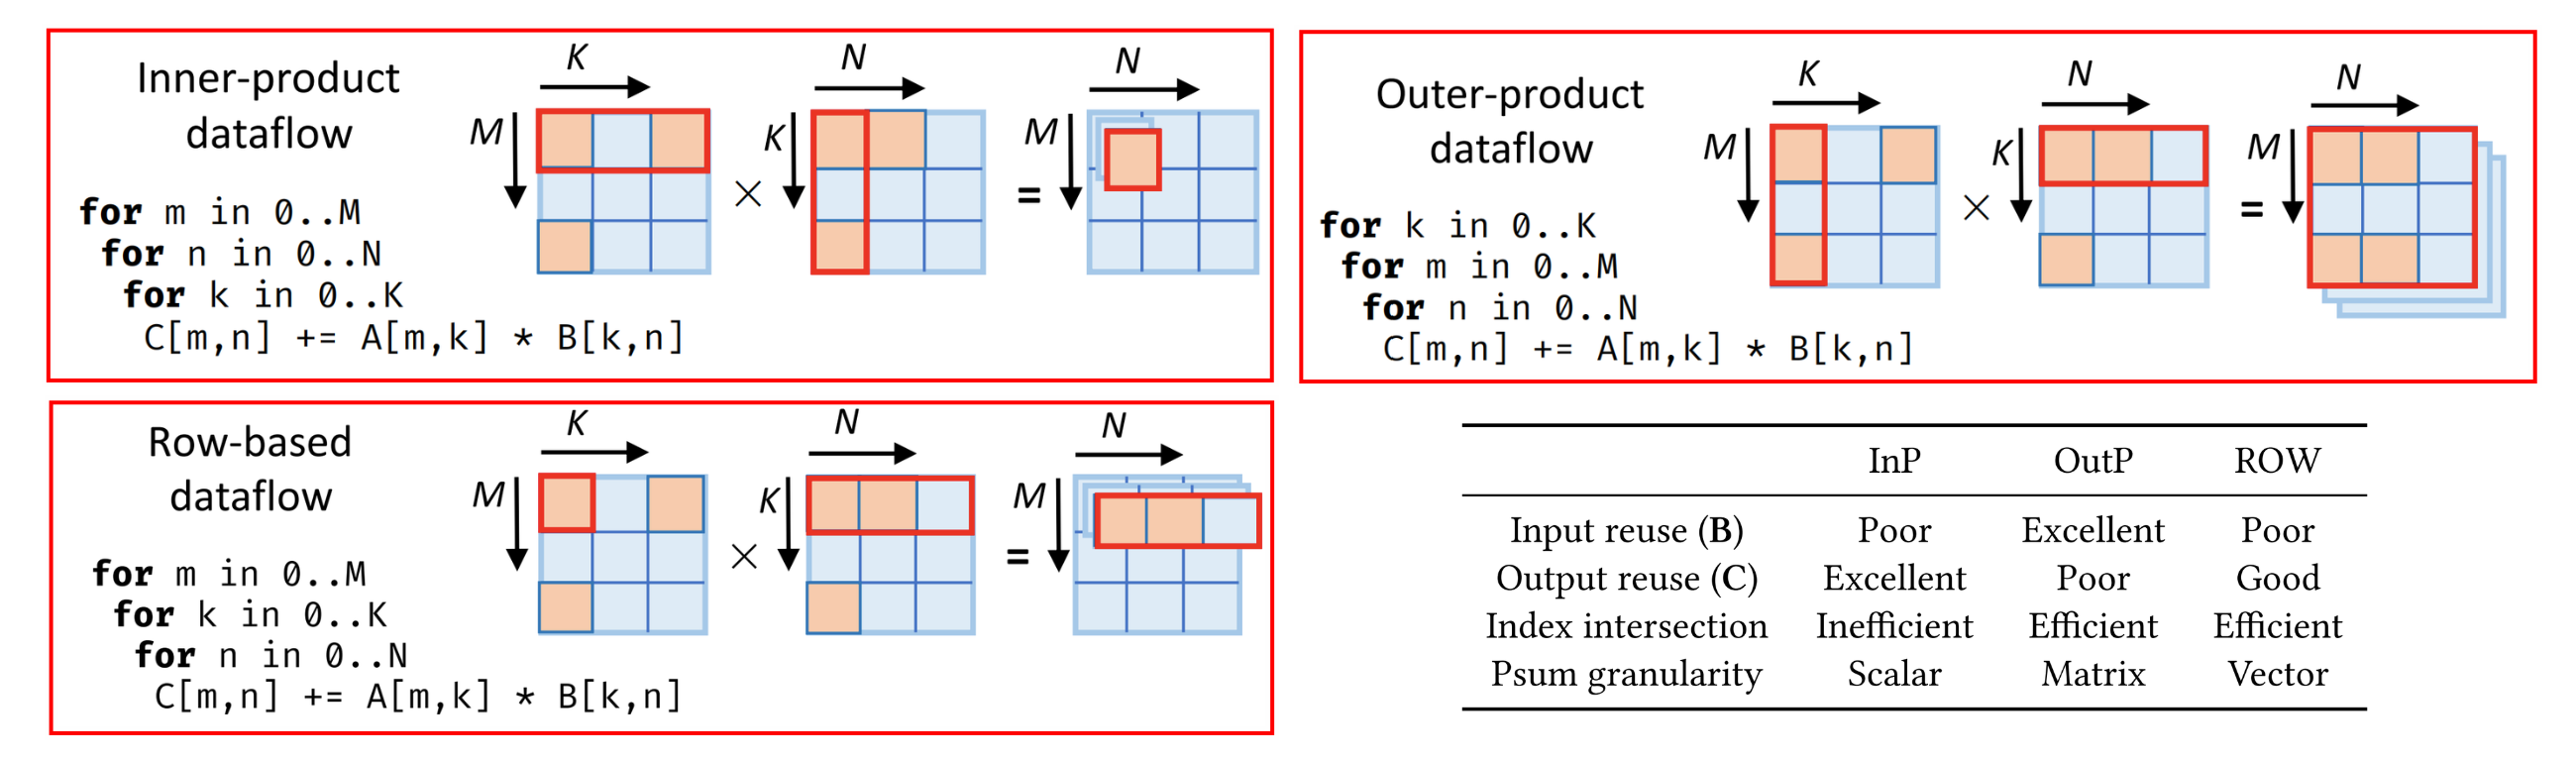 Inner-product
dataflow
for m in 0..M
for n in 0..N
for k in 0..K
C[m,n] += A[m,k] * B[k,n]
K
M
×
N
K
=
N
M
Outer-product
dataflow
for k in 0..K
for m in 0..M
for n in 0..N
C[m,n] += A[m,k] * B[k,n]
K
M
×
N
K
=
N
M
Row-based
dataflow
for m in 0..M
for k in 0..K
for n in 0..N
C[m,n] += A[m,k] * B[k,n]
K
M
×
N
K
=
N
M
InP OutP ROW
Input reuse (B) Poor Excellent Poor
Output reuse (C) Excellent Poor Good
Index intersection Inefficient Efficient Efficient
Psum granularity Scalar Matrix Vector